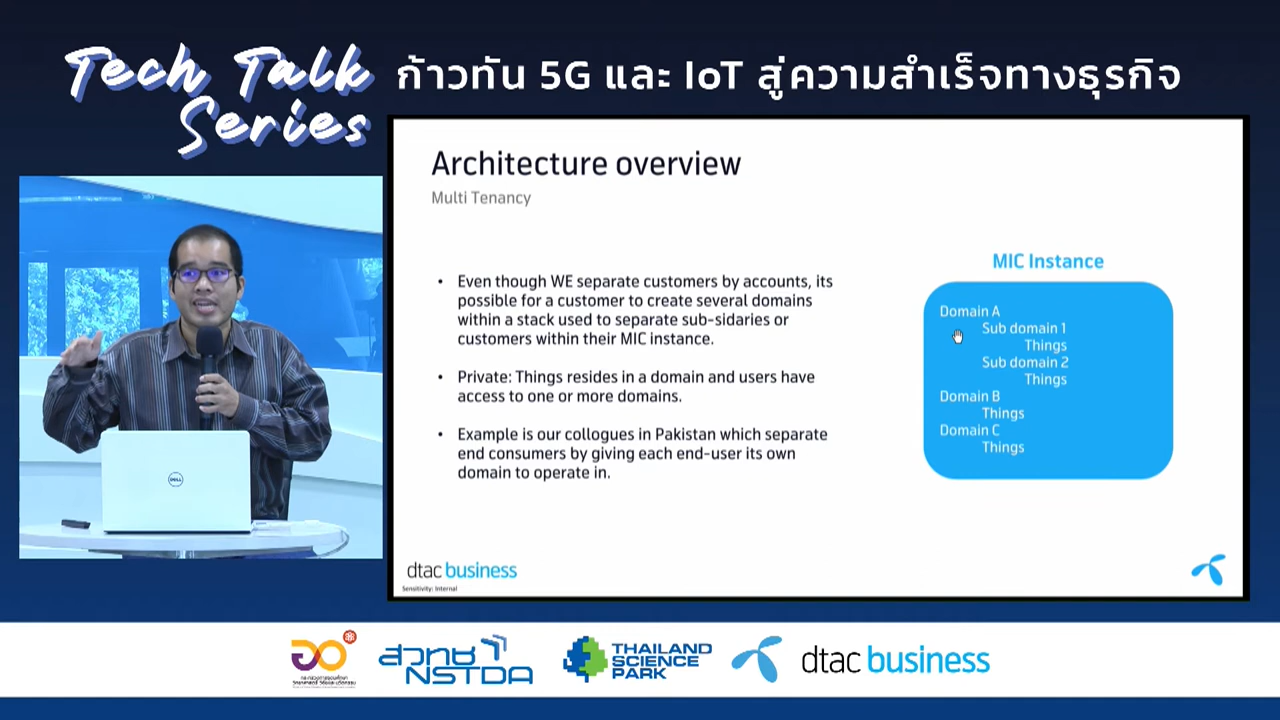 Tech Talk
Series
ก้าวทัน 5G และ IoT สู่ความสำเร็จทางธุรกิจ
Architecture overview
Multi Tenancy
• Even though WE separate customers by accounts, its
possible for a customer to create several domains
within a stack used to separate sub-sidaries or
customers within their MIC instance.
• Private: Things resides in a domain and users have
access to one or more domains.
• Example is our collogues in Pakistan which separate
end consumers by giving each end-user its own
domain to operate in.
MIC Instance
Domain A
Sub domain 1
Things
Sub domain 2
Things
Domain B
Things
Domain C
Things
dtac business
Sensitivity: Internal
DELL
สวทช
NSTDA
THAILAND
SCIENCE
PARK
dtac business